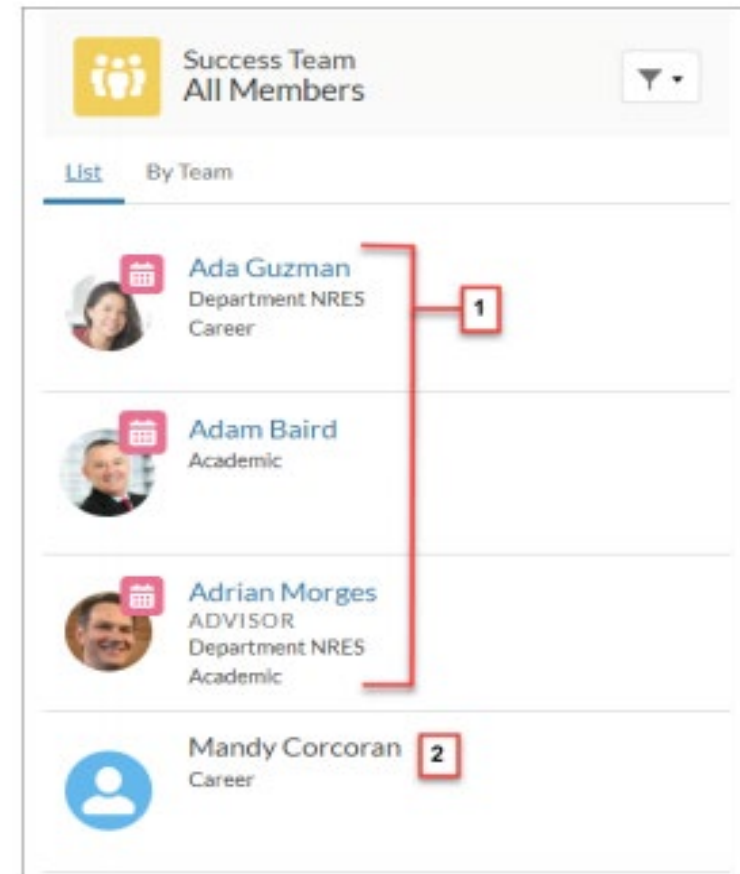 Success Team
All Members
List By Team
Ada Guzman
Department NRES
Career
1
Adam Baird
Academic
Adrian Morges
ADVISOR
Department NRES
Academic
Mandy Corcoran 2
Career